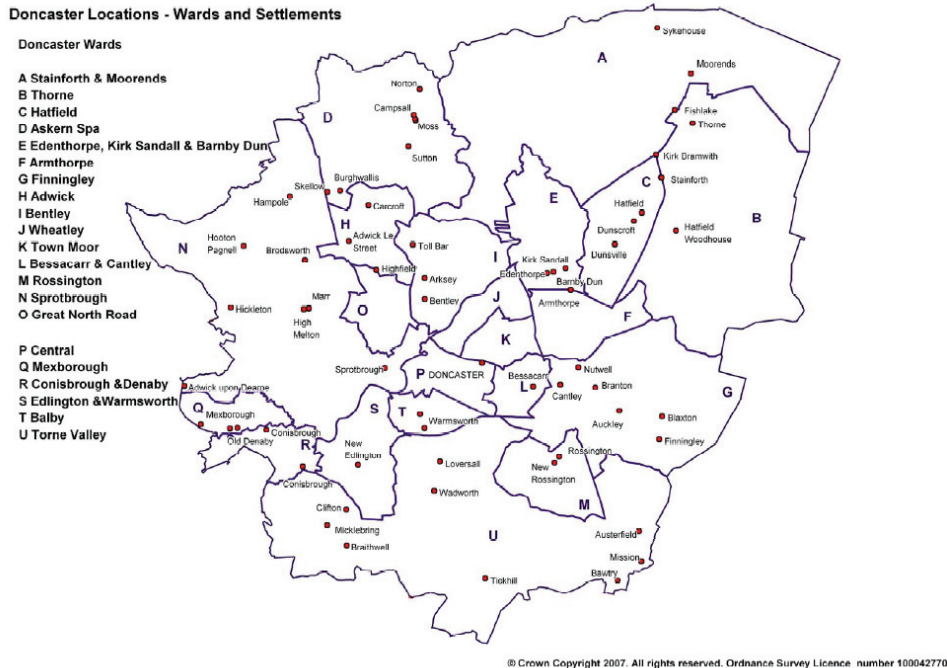 Doncaster Locations - Wards and Settlements
Doncaster Wards
A Stainforth & Moorends
B Thorne
C Hatfield
D Askern Spa
E Edenthorpe, Kirk Sandall & Barnby Dun
F Armthorpe
G Finningley
H Adwick
I Bentley
J Wheatley
K Town Moor
L Bessacarr & Cantley
M Rossington
N Sprotbrough
O Great North Road
P Central
Q Mexborough
R Conisbrough &Denaby
S Edlington &Warmsworth
T Balby
U Torne Valley
Sykehouse
A
Moorends
Norton
Campsall
D
Moss
Fishlake
Thorne
Sutton
Kirk Bramwith
Skellow
Burghwallis
C
Stainforth
Hampole
Carcroft
E
Hatfield
B
N
H
Dunscroft
Hatfield
Woodhouse
Hooton
Pagnell
Adwick Le
Street
Toll Bar
Dunsville
Brodsworth
I
Kirk Sandall
Highfield
Edenthorpe
Arksey
Barnby Dun
J
Hickleton
Marr
O
Bentley
Armthorpe
High
Melton
F
K
Sprotbrough
P
DONCASTER
Bessacarr
Nutwell
L
Cantley
Branton
G
Adwick upon Dearne
Q
Mexborough
S
T
Warmsworth
Auckley
Blaxton
Old Denaby
Conisbrough
R
New
Edlington
Finningley
Loversall
Rossington
New
Rossington
Conisbrough
Wadworth
M
Clifton
Micklebring
U
Austerfield
Braithwell
Mission
Tickhill
Bawtry
© Crown Copyright 2007. All rights reserved. Ordnance Survey Licence number 100042770